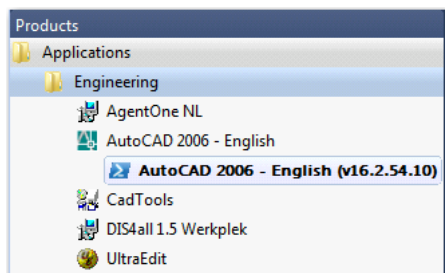 Products
Applications
Engineering
AgentOne NL
AutoCAD 2006 - English
AutoCAD 2006 - English (v16.2.54.10)
CadTools
DIS4all 1.5 Werkplek
UltraEdit